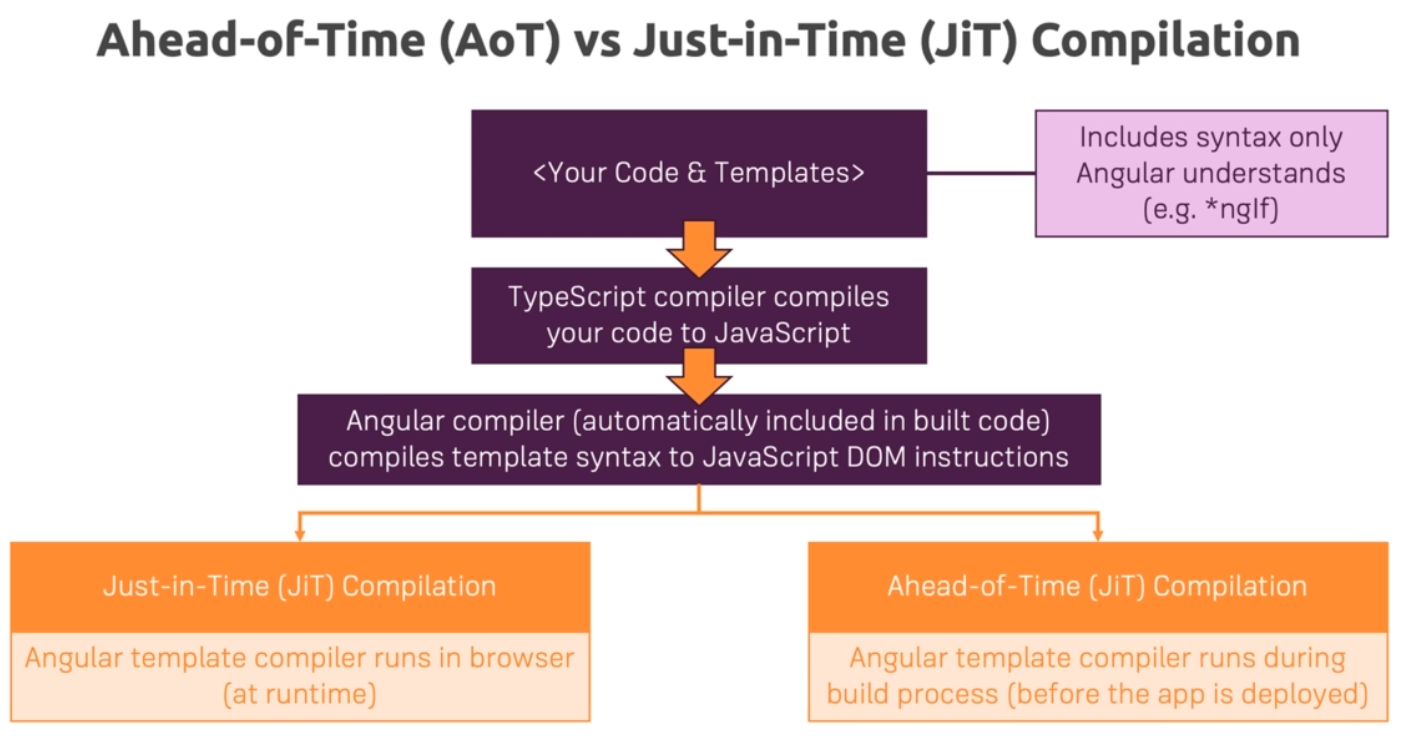 Ahead-of-Time (AoT) vs Just-in-Time (JiT) Compilation
<Your Code & Templates>
Includes syntax only
Angular understands
(e.g. *ngIf)
TypeScript compiler compiles
your code to JavaScript
Angular compiler (automatically included in built code)
compiles template syntax to JavaScript DOM instructions
Just-in-Time (JiT) Compilation
Angular template compiler runs in browser
(at runtime)
Ahead-of-Time (JiT) Compilation
Angular template compiler runs during
build process (before the app is deployed)